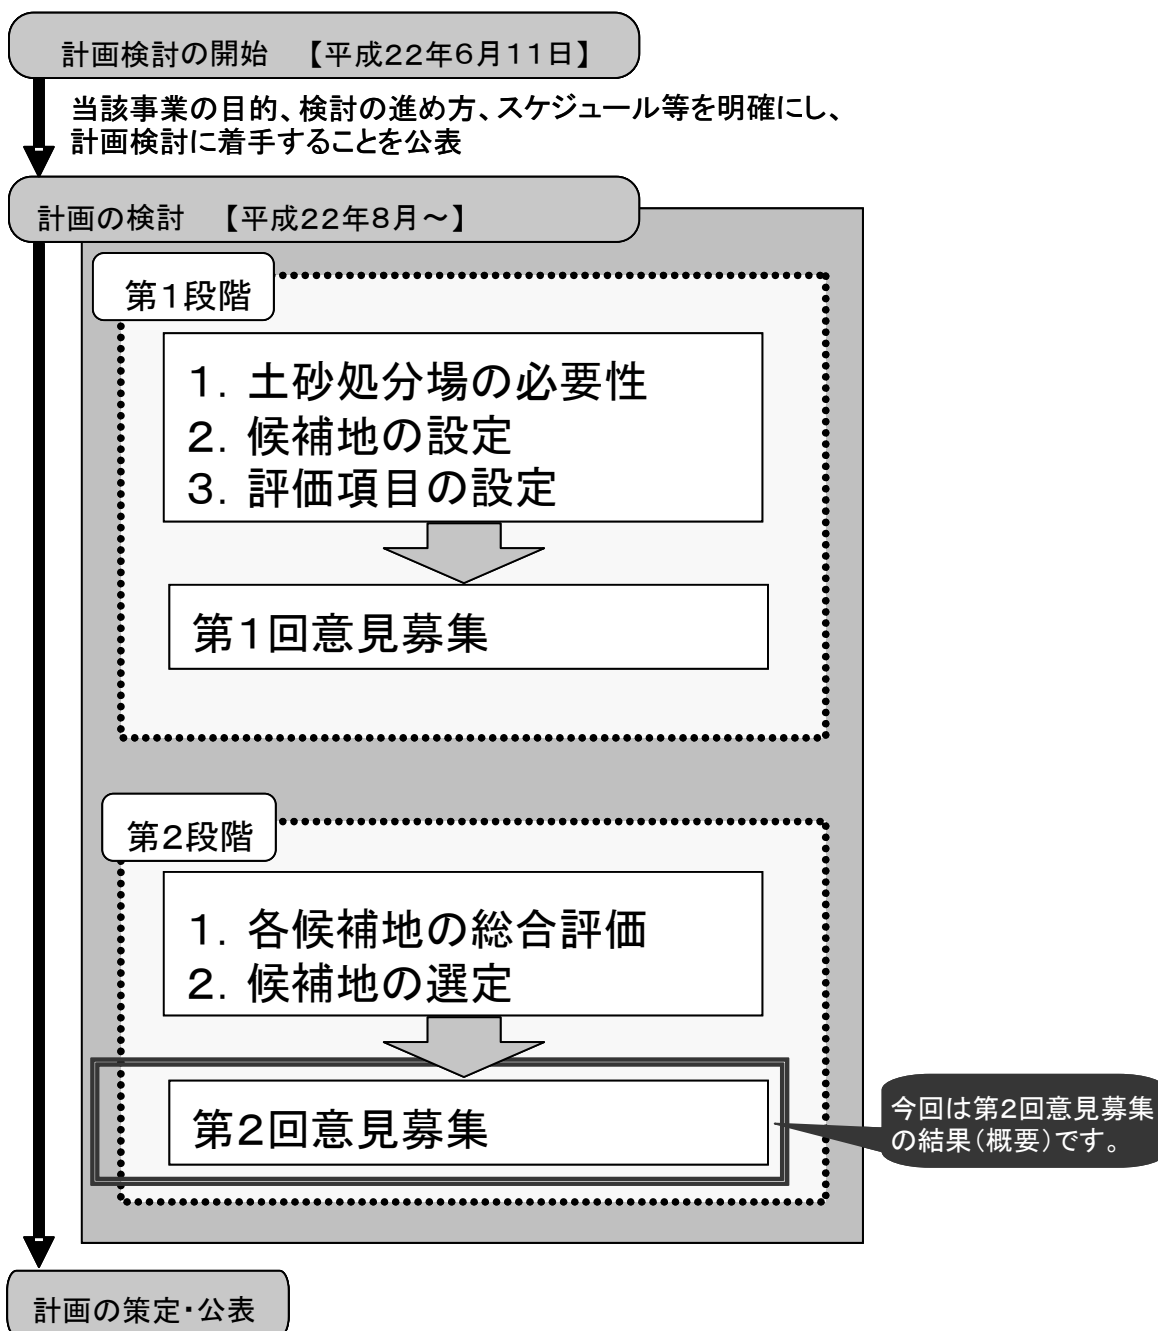 計画検討の開始　【平成22年6月11日】
当該事業の目的、検討の進め方、スケジュール等を明確にし、
計画検討に着手することを公表
計画の検討　【平成22年8月～】
第1段階
1．土砂処分場の必要性
2．候補地の設定
3．評価項目の設定
第1回意見募集
第2段階
1．各候補地の総合評価
2．候補地の選定
第2回意見募集
今回は第2回意見募集
の結果（概要）です。
計画の策定・公表